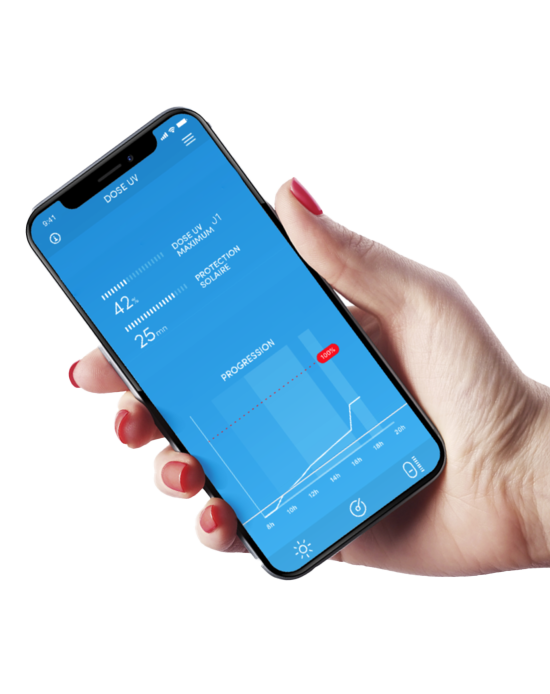 9:41
DOSE UV
42%
DOSE UV
MAXIMUM
25mn
PROTECTION
SOLAIRE
PROGRESSION
100%
8h 10h 12h 14h 16h 18h 20h